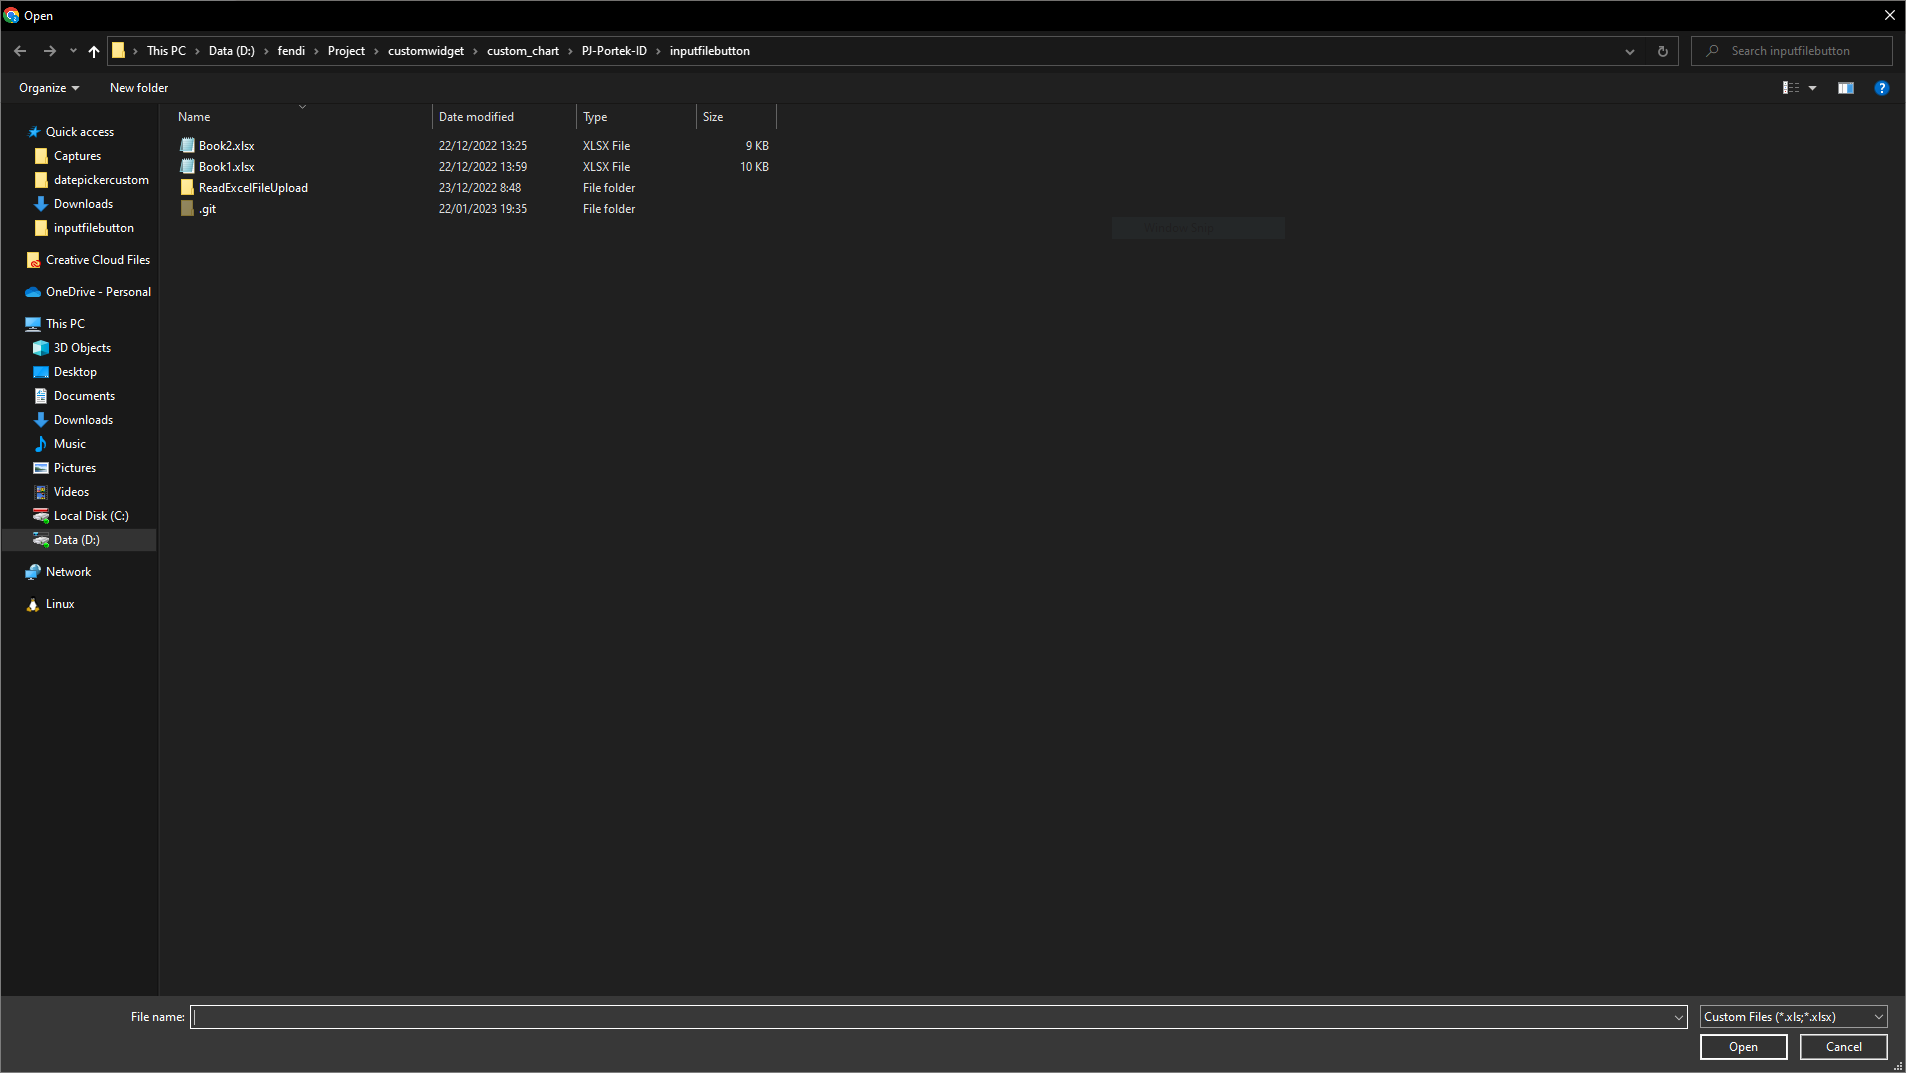 Open
This PC > Data (D:) > fendi > Project > customwidget > custom_chart > PJ-Portek-ID > inputfilebutton
Search inputfilebutton
Organize
New folder
Quick access
Captures
datepickercustom
Downloads
inputfilebutton
Creative Cloud Files
OneDrive - Personal
This PC
3D Objects
Desktop
Documents
Downloads
Music
Pictures
Videos
Local Disk (C:)
Data (D:)
Network
Linux
Name Date modified Type Size
Book2.xlsx 22/12/2022 13:25 XLSX File 9 KB
Book1.xlsx 22/12/2022 13:59 XLSX File 10 KB
ReadExcelFileUpload 23/12/2022 8:48 File folder
.git 22/01/2023 19:35 File folder
Window Snip
File name:
Custom Files (*.xls;*.xlsx)
Open
Cancel